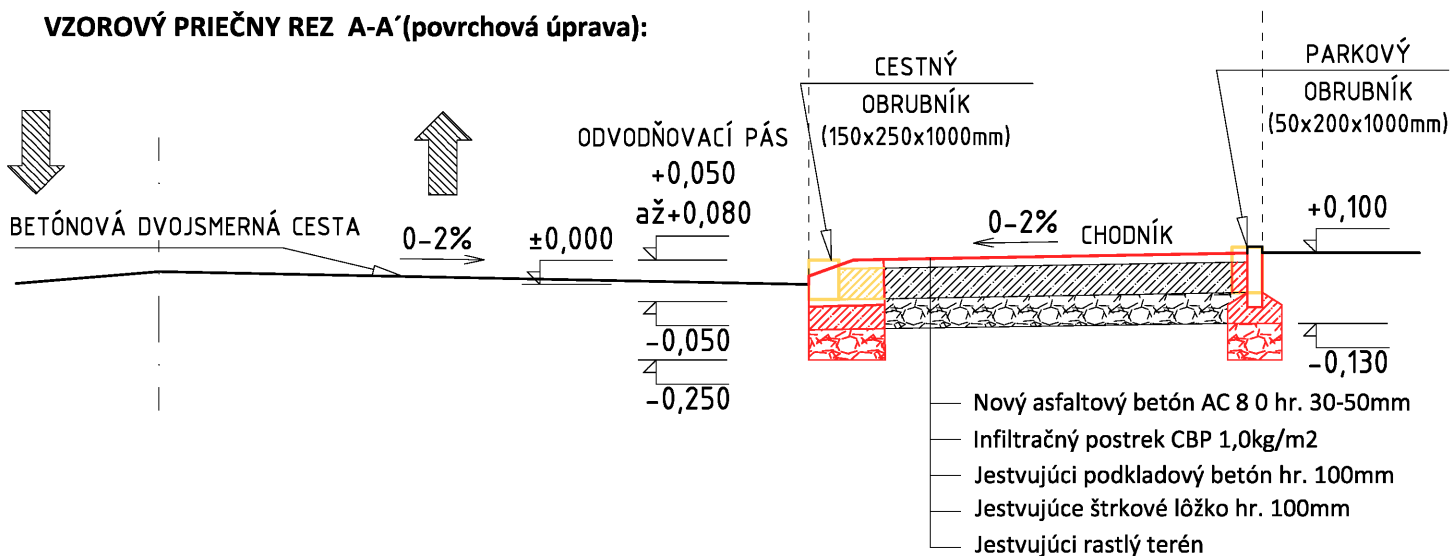 VZOROVÝ PRIEČNY REZ A-A´(povrchová úprava):
CESTNÝ
OBRUBNÍK
(150x250x1000mm)
PARKOVÝ
OBRUBNÍK
(50x200x1000mm)
ODVODŇOVACÍ PÁS
+0,050
až+0,080
BETÓNOVÁ DVOJSMERNÁ CESTA
0-2%
±0,000
0-2%
CHODNÍK
+0,100
-0,050
-0,250
-0,130
Nový asfaltový betón AC 8 0 hr. 30-50mm
Infiltračný postrek CBP 1,0kg/m2
Jestvujúci podkladový betón hr. 100mm
Jestvujúce štrkové lôžko hr. 100mm
Jestvujúci rastlý terén